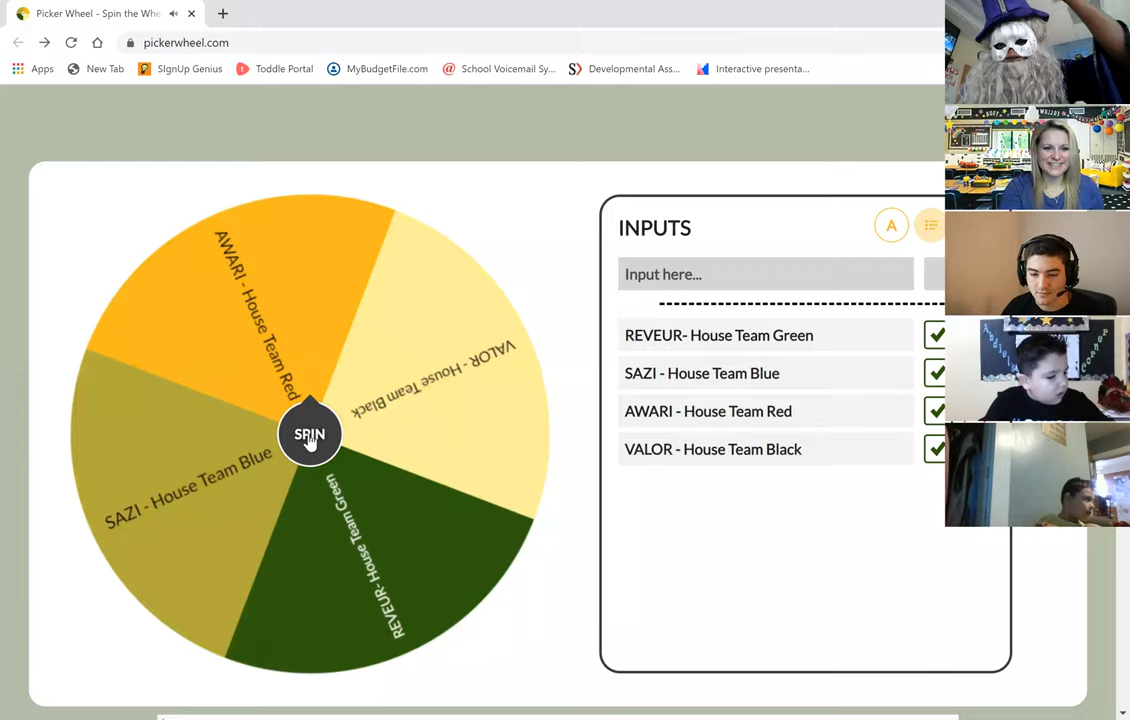 Picker Wheel - Spin the Whe
pickerwheel.com
Apps
New Tab
SIgnUp Genius
Toddle Portal
MyBudgetFile.com
School Voicemail Sy...
Developmental Ass...
Interactive presenta...
AWARI - House Team Red
VALOR - House Team Black
SAZI - House Team Blue
REVEUR- House Team Green
SPIN
INPUTS
A
Input here...
REVEUR- House Team Green
SAZI - House Team Blue
AWARI - House Team Red
VALOR - House Team Black